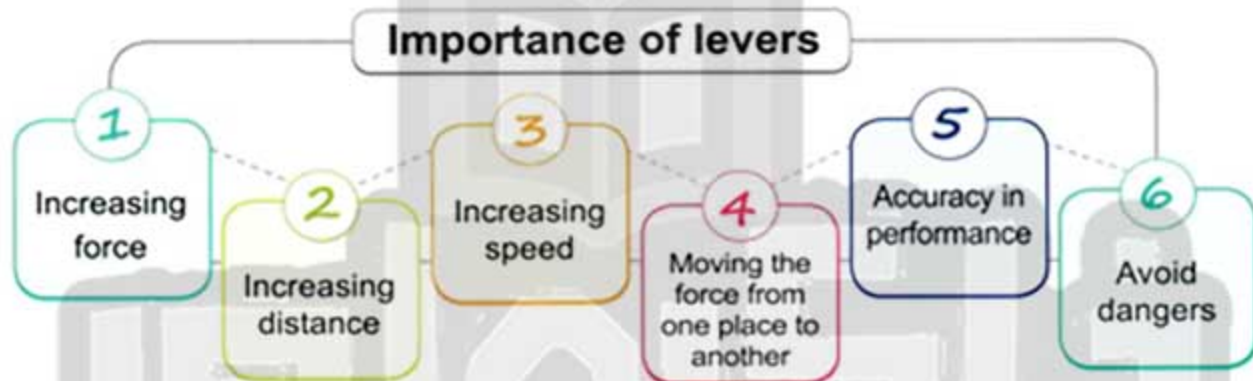 Importance of levers
1
Increasing
force
2
Increasing
distance
3
Increasing
speed
4
Moving the
force from
one place to
another
5
Accuracy in
performance
6
Avoid
dangers